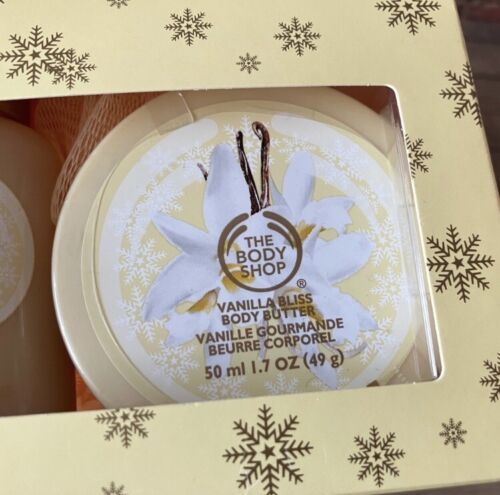 THE
BODY
SHOP
®
VANILLA BLISS
BODY BUTTER
VANILLE GOURMANDE
BEURRE CORPOREL
50 ml 1.7 OZ (49 g)